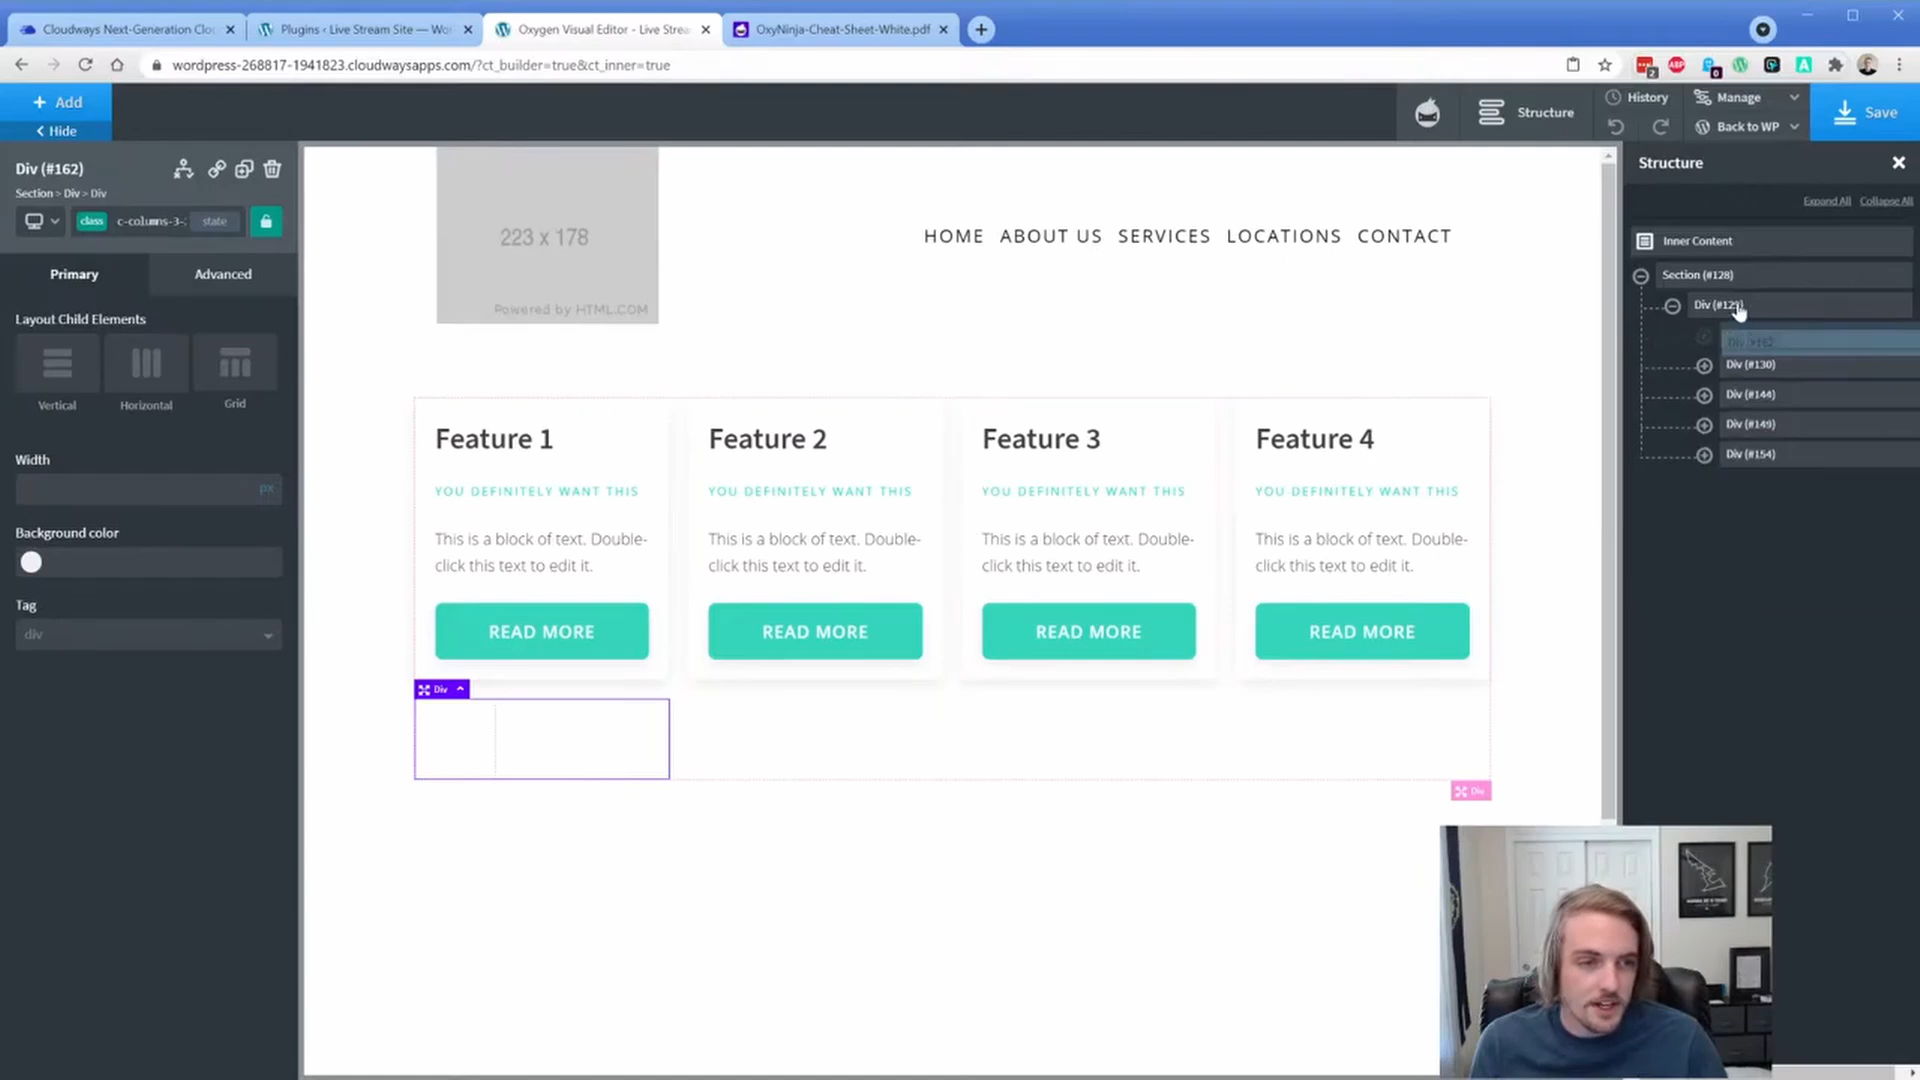 Cloudways Next-Generation Clo
Plugins ‹ Live Stream Site — Wo
Oxygen Visual Editor - Live Strea
OxyNinja-Cheat-Sheet-White.pdf
wordpress-268817-1941823.cloudwaysapps.com/?ct_builder=true&ct_inner=true
+ Add
Hide
Structure
History
Manage
Back to WP
Save
Div (#162)
Section > Div > Div
class
c-columns-3-
state
Primary
Advanced
Layout Child Elements
Vertical
Horizontal
Grid
Width
px
Background color
Tag
div
223 x 178
Powered by HTML.COM
HOME
ABOUT US
SERVICES
LOCATIONS
CONTACT
Feature 1
YOU DEFINITELY WANT THIS
This is a block of text. Double-
click this text to edit it.
READ MORE
Feature 2
YOU DEFINITELY WANT THIS
This is a block of text. Double-
click this text to edit it.
READ MORE
Feature 3
YOU DEFINITELY WANT THIS
This is a block of text. Double-
click this text to edit it.
READ MORE
Feature 4
YOU DEFINITELY WANT THIS
This is a block of text. Double-
click this text to edit it.
READ MORE
Div
Div
Structure
Expand All
Collapse All
Inner Content
Section (#128)
Div (#129)
Div (#130)
Div (#144)
Div (#149)
Div (#154)